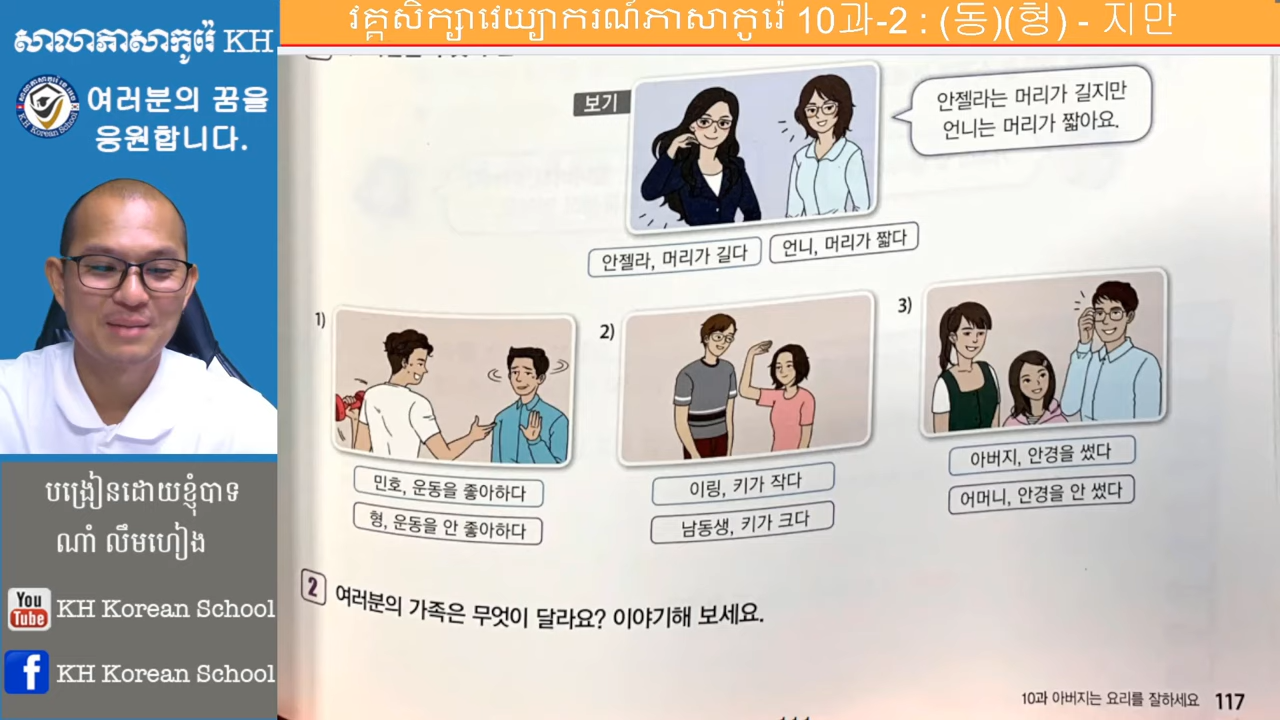 វគ្គសិក្សាវេយ្យាករណ៍ភាសាកូរ៉េ 10과-2 : (동)(형) - 지만
សាលាភាសាកូរ៉េ KH
여러분의 꿈을
응원합니다.
보기
안젤라는 머리가 길지만
언니는 머리가 짧아요.
안젤라, 머리가 길다
언니, 머리가 짧다
1)
민호, 운동을 좋아하다
형, 운동을 안 좋아하다
2)
이링, 키가 작다
남동생, 키가 크다
3)
아버지, 안경을 썼다
어머니, 안경을 안 썼다
2 여러분의 가족은 무엇이 달라요? 이야기해 보세요.
10과 아버지는 요리를 잘하세요 117
បង្រៀនដោយខ្ញុំបាទ
ណាំ លឹមហៀង
You Tube KH Korean School
f KH Korean School